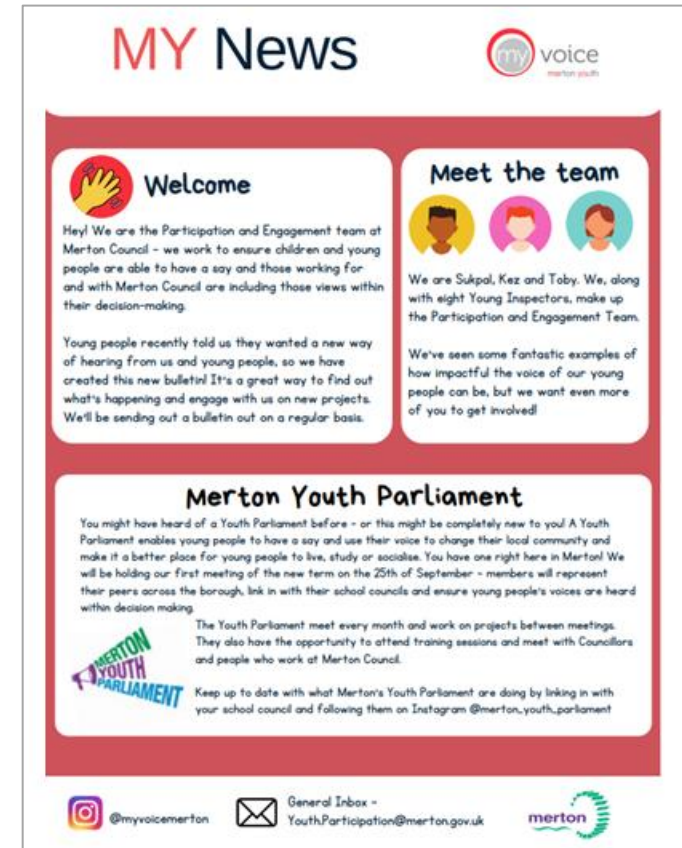 MY News
my voice
merton youth
Welcome
Hey! We are the Participation and Engagement team at
Merton Council - we work to ensure children and young
people are able to have a say and those working for
and with Merton Council are including those views within
their decision-making.
Young people recently told us they wanted a new way
of hearing from us and young people, so we have
created this new bulletin! It's a great way to find out
what's happening and engage with us on new projects.
We'll be sending out a bulletin out on a regular basis.
Meet the team
We are Sukpal, Kez and Toby. We, along
with eight Young Inspectors, make up
the Participation and Engagement Team.
We've seen some fantastic examples of
how impactful the voice of our young
people can be, but we want even more
of you to get involved!
Merton Youth Parliament
You might have heard of a Youth Parliament before - or this might be completely new to you! A Youth
Parliament enables young people to have a say and use their voice to change their local community and
make it a better place for young people to live, study or socialise. You have one right here in Merton! We
will be holding our first meeting of the new term on the 25th of September - members will represent
their peers across the borough, link in with their school councils and ensure young people's voices are heard
within decision making.
The Youth Parliament meet every month and work on projects between meetings.
They also have the opportunity to attend training sessions and meet with Councillors
and people who work at Merton Council.
MERTON
YOUTH
PARLIAMENT
Keep up to date with what Merton's Youth Parliament are doing by linking in with
your school council and following them on Instagram @merton_youth_parliament
@myvoicemerton
General Inbox -
Youth.Participation@merton.gov.uk
merton